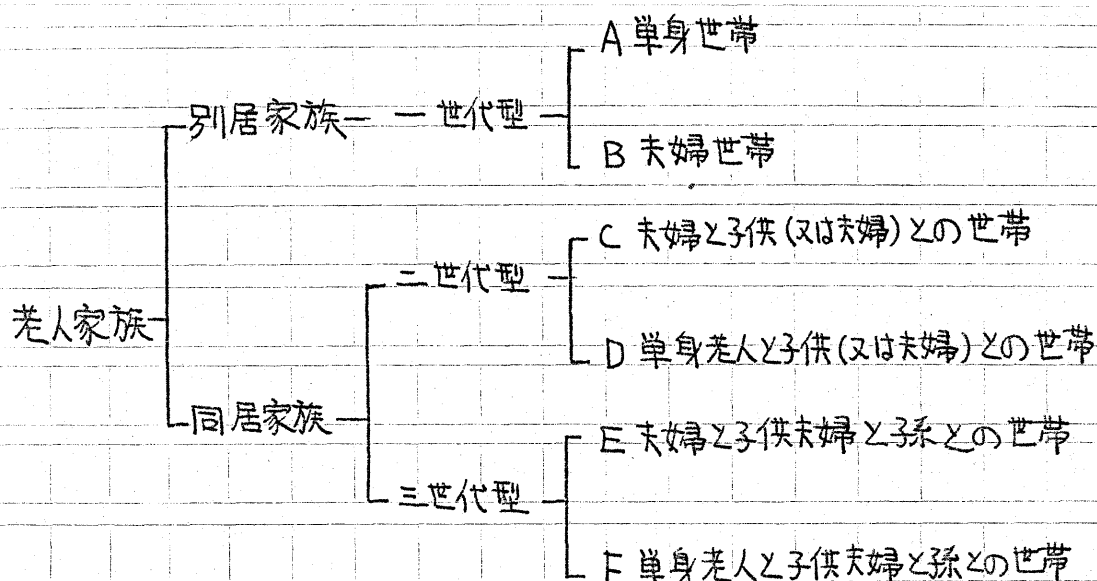 A 単身世帯
別居家族 一世代型
B 夫婦世帯
C 夫婦と子供(又は夫婦)との世帯
二世代型
老人家族
D 単身老人と子供(又は夫婦)との世帯
同居家族
E 夫婦と子供夫婦と孫との世帯
三世代型
F 単身老人と子供夫婦と孫との世帯